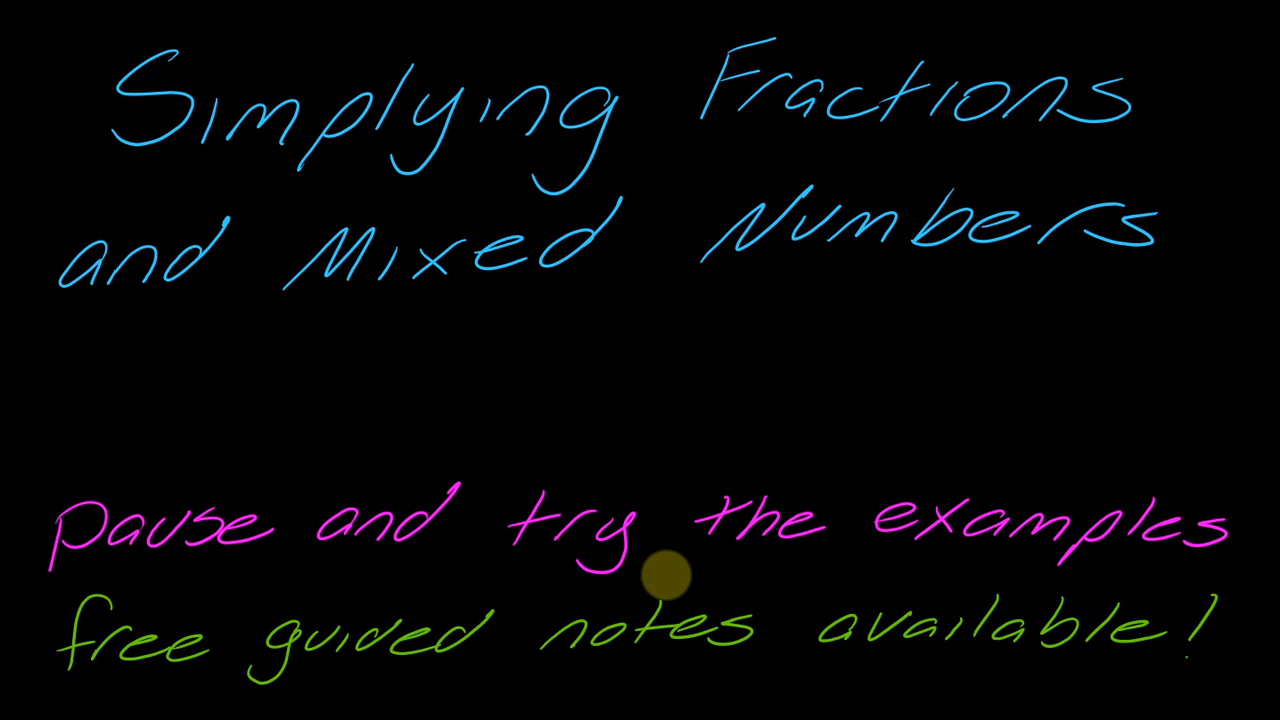 Simplying Fractions
and Mixed Numbers
pause and try the examples
free guided notes available!